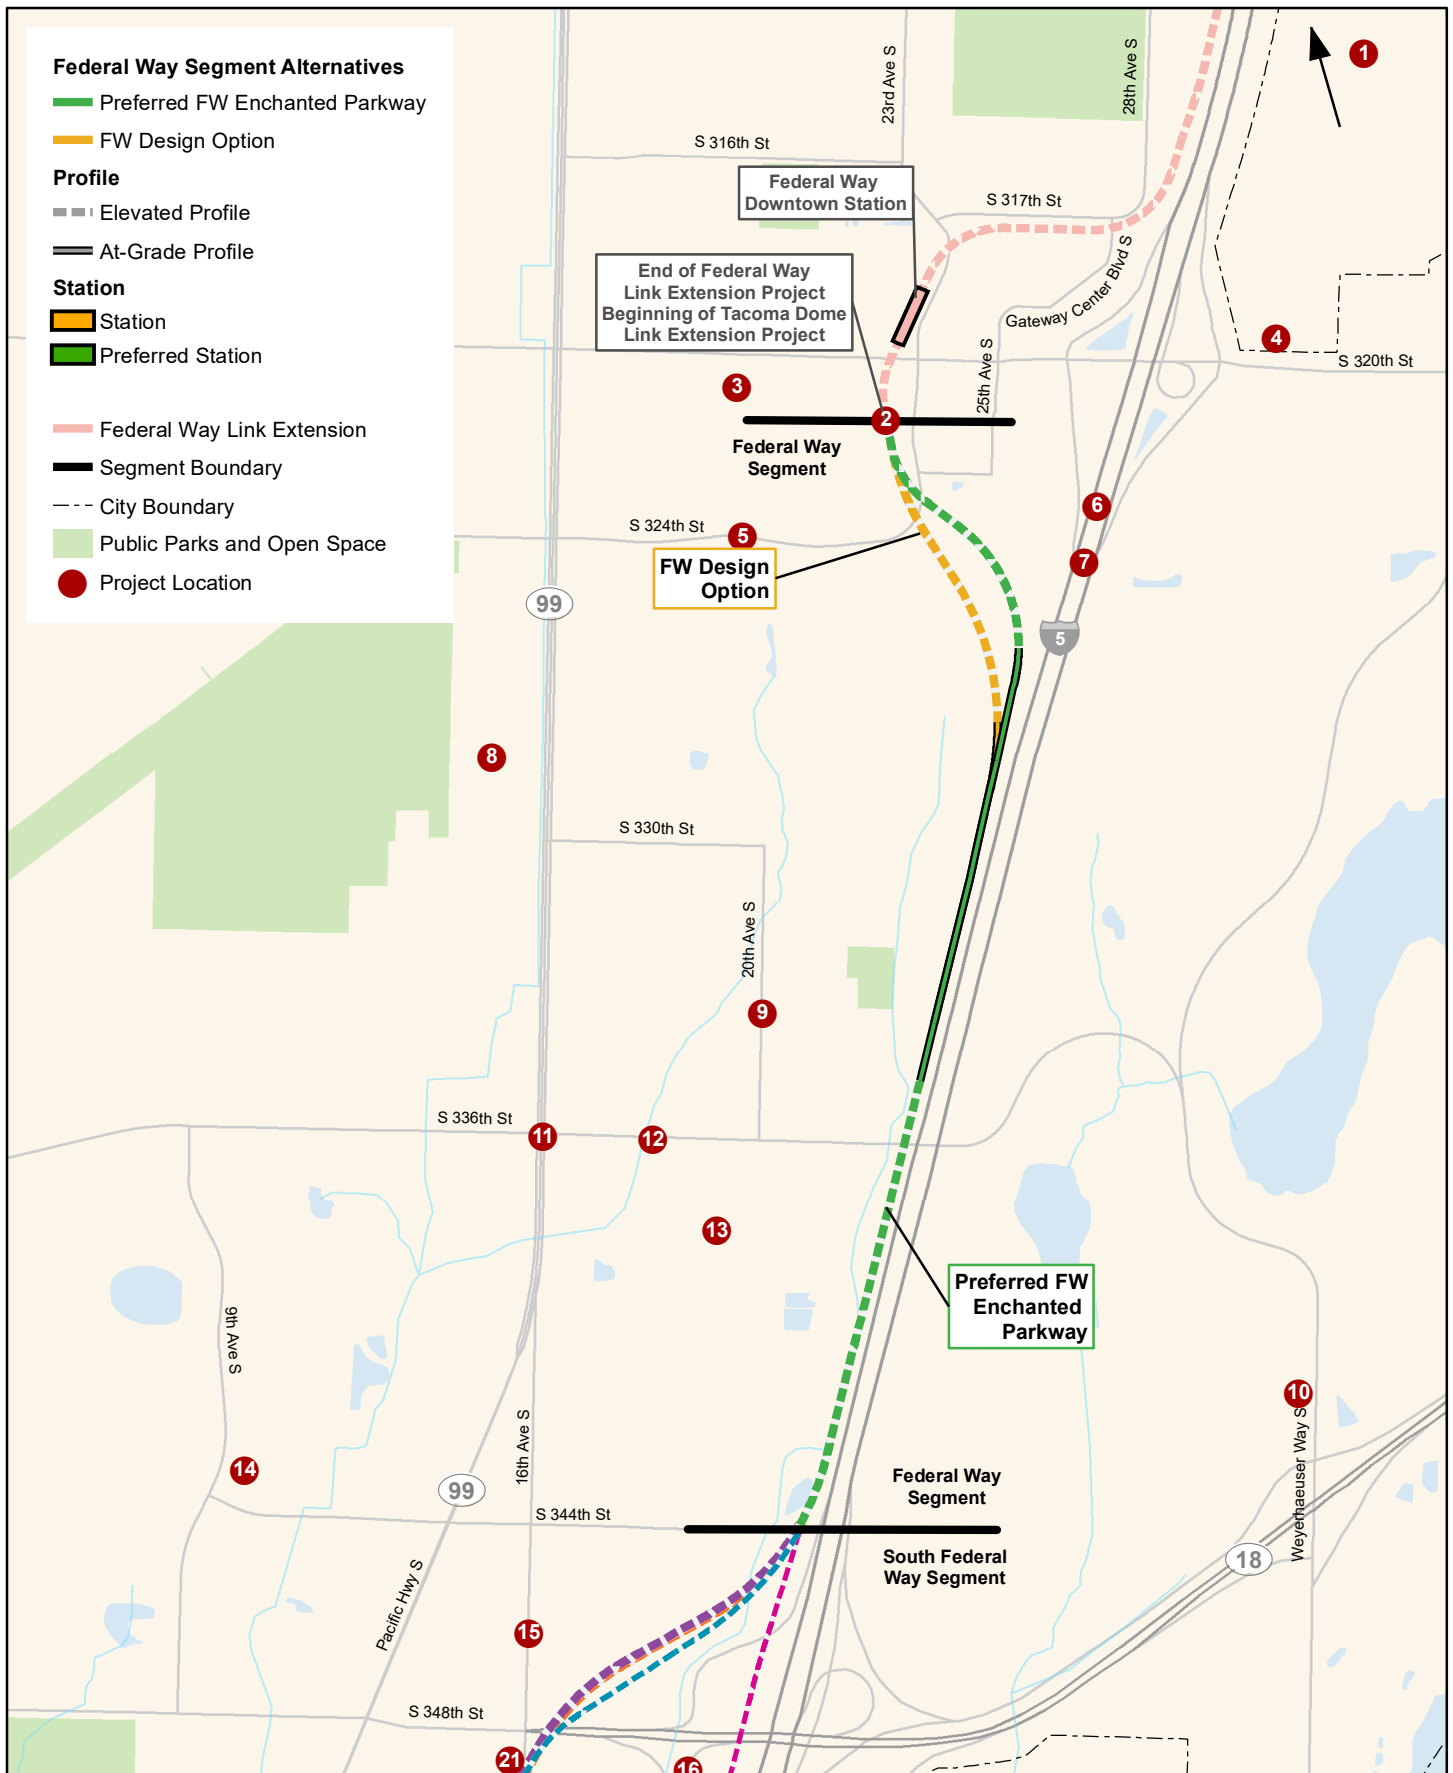 Federal Way Segment Alternatives
Preferred FW Enchanted Parkway
FW Design Option
Profile
Elevated Profile
At-Grade Profile
Station
Station
Preferred Station
Federal Way Link Extension
Segment Boundary
City Boundary
Public Parks and Open Space
Project Location
23rd Ave S
28th Ave S
1
S 316th St
Federal Way
Downtown Station
S 317th St
Gateway Center Blvd S
End of Federal Way
Link Extension Project
Beginning of Tacoma Dome
Link Extension Project
25th Ave S
4
S 320th St
3
2
Federal Way
Segment
6
S 324th St
5
FW Design
Option
7
99
5
8
S 330th St
20th Ave S
9
S 336th St
11
12
13
Preferred FW
Enchanted
Parkway
9th Ave S
10
16th Ave S
14
99
Federal Way
Segment
Weyerhaeuser Way S
S 344th St
South Federal
Way Segment
18
Pacific Hwy S
15
S 348th St
21
16